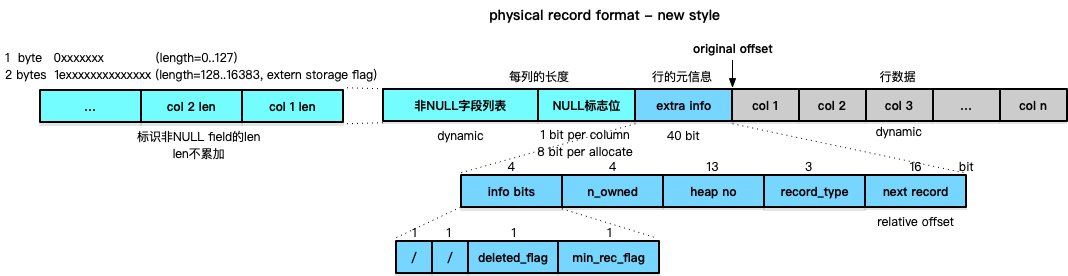 physical record format – new style
original offset
1 byte 0xxxxxxx (length=0..127)
2 bytes 1exxxxxxxxxxxxxx (length=128..16383, extern storage flag)
每列的长度 行的元信息 行数据
... col 2 len col 1 len 非NULL字段列表 NULL标志位 extra info col 1 col 2 col 3 ... col n
标识非NULL field的len
len不累加
dynamic 1 bit per column 40 bit dynamic
8 bit per allocate
4 4 13 3 16 bit
info bits n_owned heap no record_type next record
relative offset
1 1 1 1
/ / deleted_flag min_rec_flag